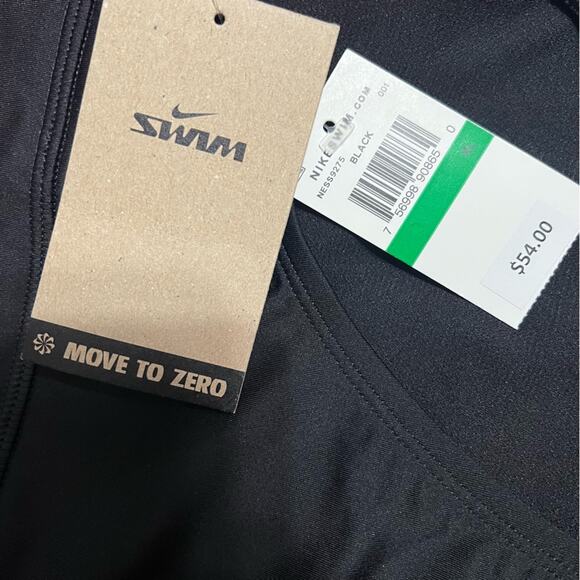 SWIM
MOVE TO ZERO
NIKESWIM.COM
NESS9275 BLACK 001
7 56998 90865 0
$54.00